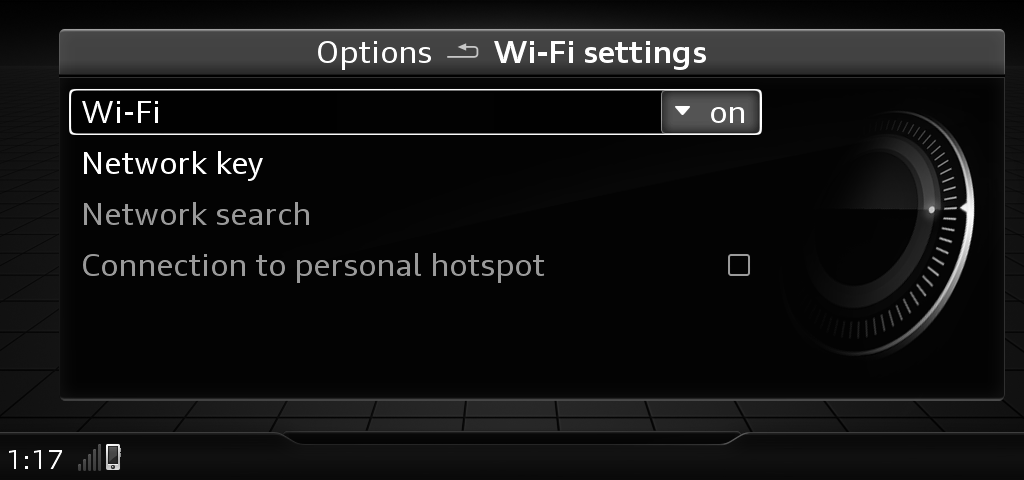 Options Wi-Fi settings
Wi-Fi on
Network key
Network search
Connection to personal hotspot
1:17